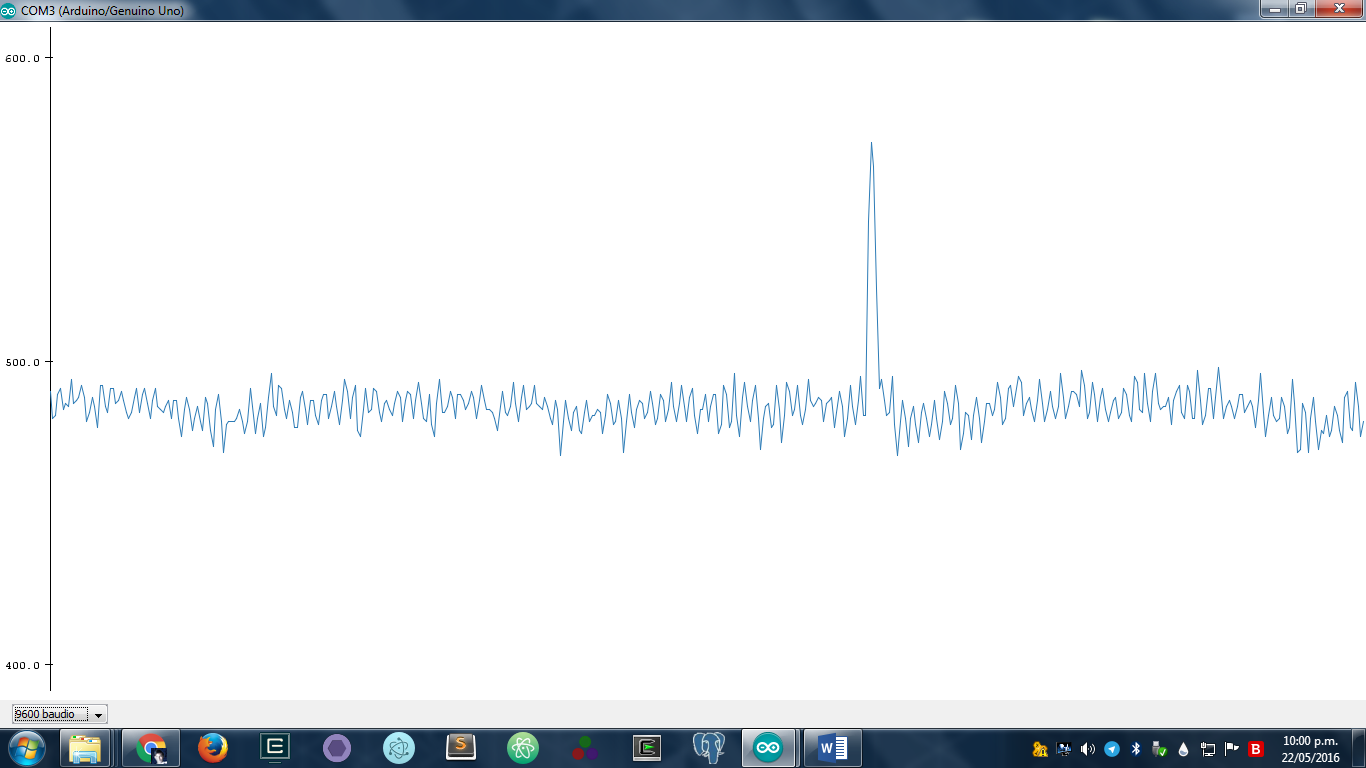 COM3 (Arduino/Genuino Uno)
600.0
500.0
400.0
9600 baudio
S
W
B
10:00 p.m.
22/05/2016